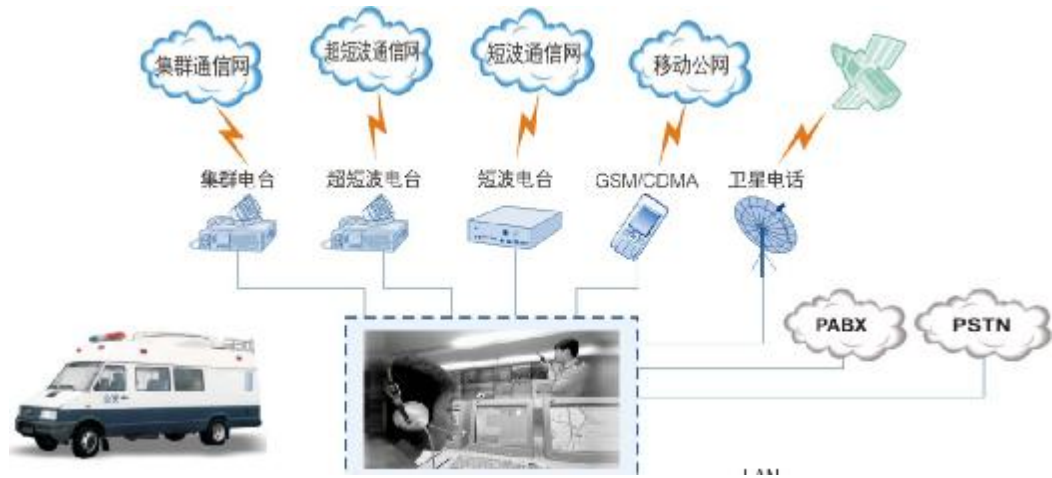 集群通信网
超短波通信网
短波通信网
移动公网
集群电台
超短波电台
短波电台
GSM/CDMA
卫星电话
PABX
PSTN
LAN